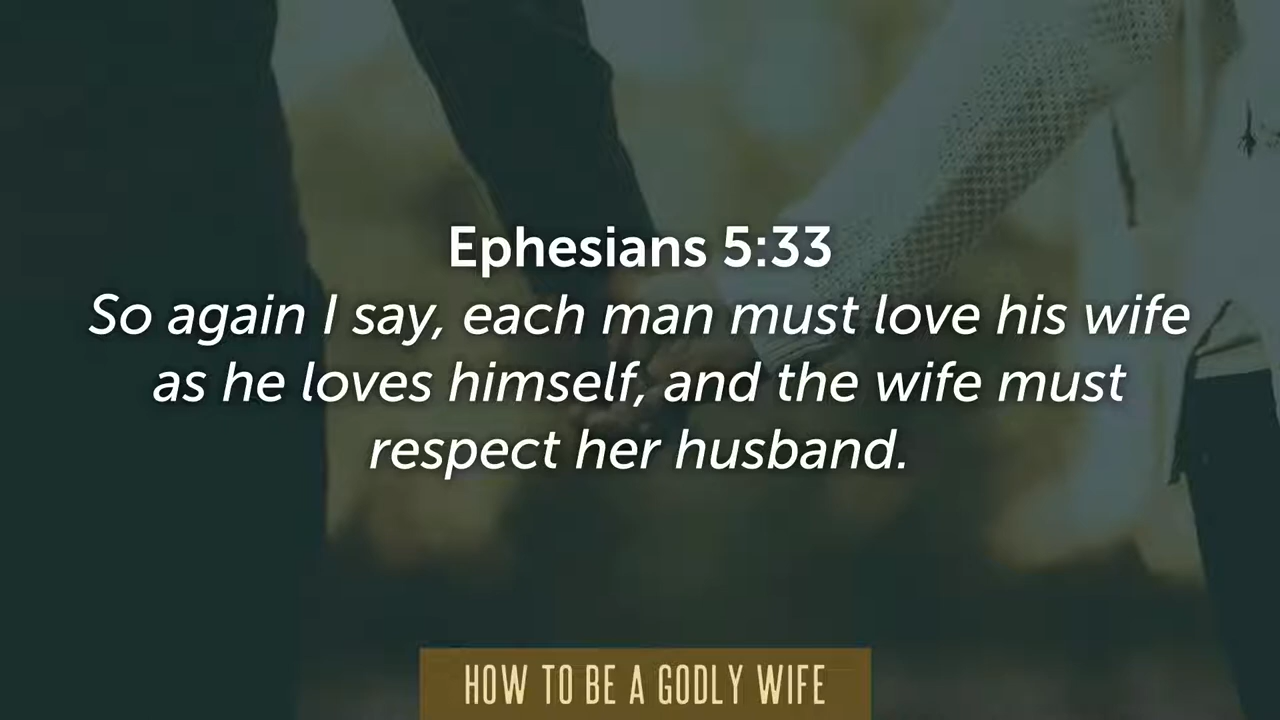 Ephesians 5:33
So again I say, each man must love his wife
as he loves himself, and the wife must
respect her husband.
HOW TO BE A GODLY WIFE